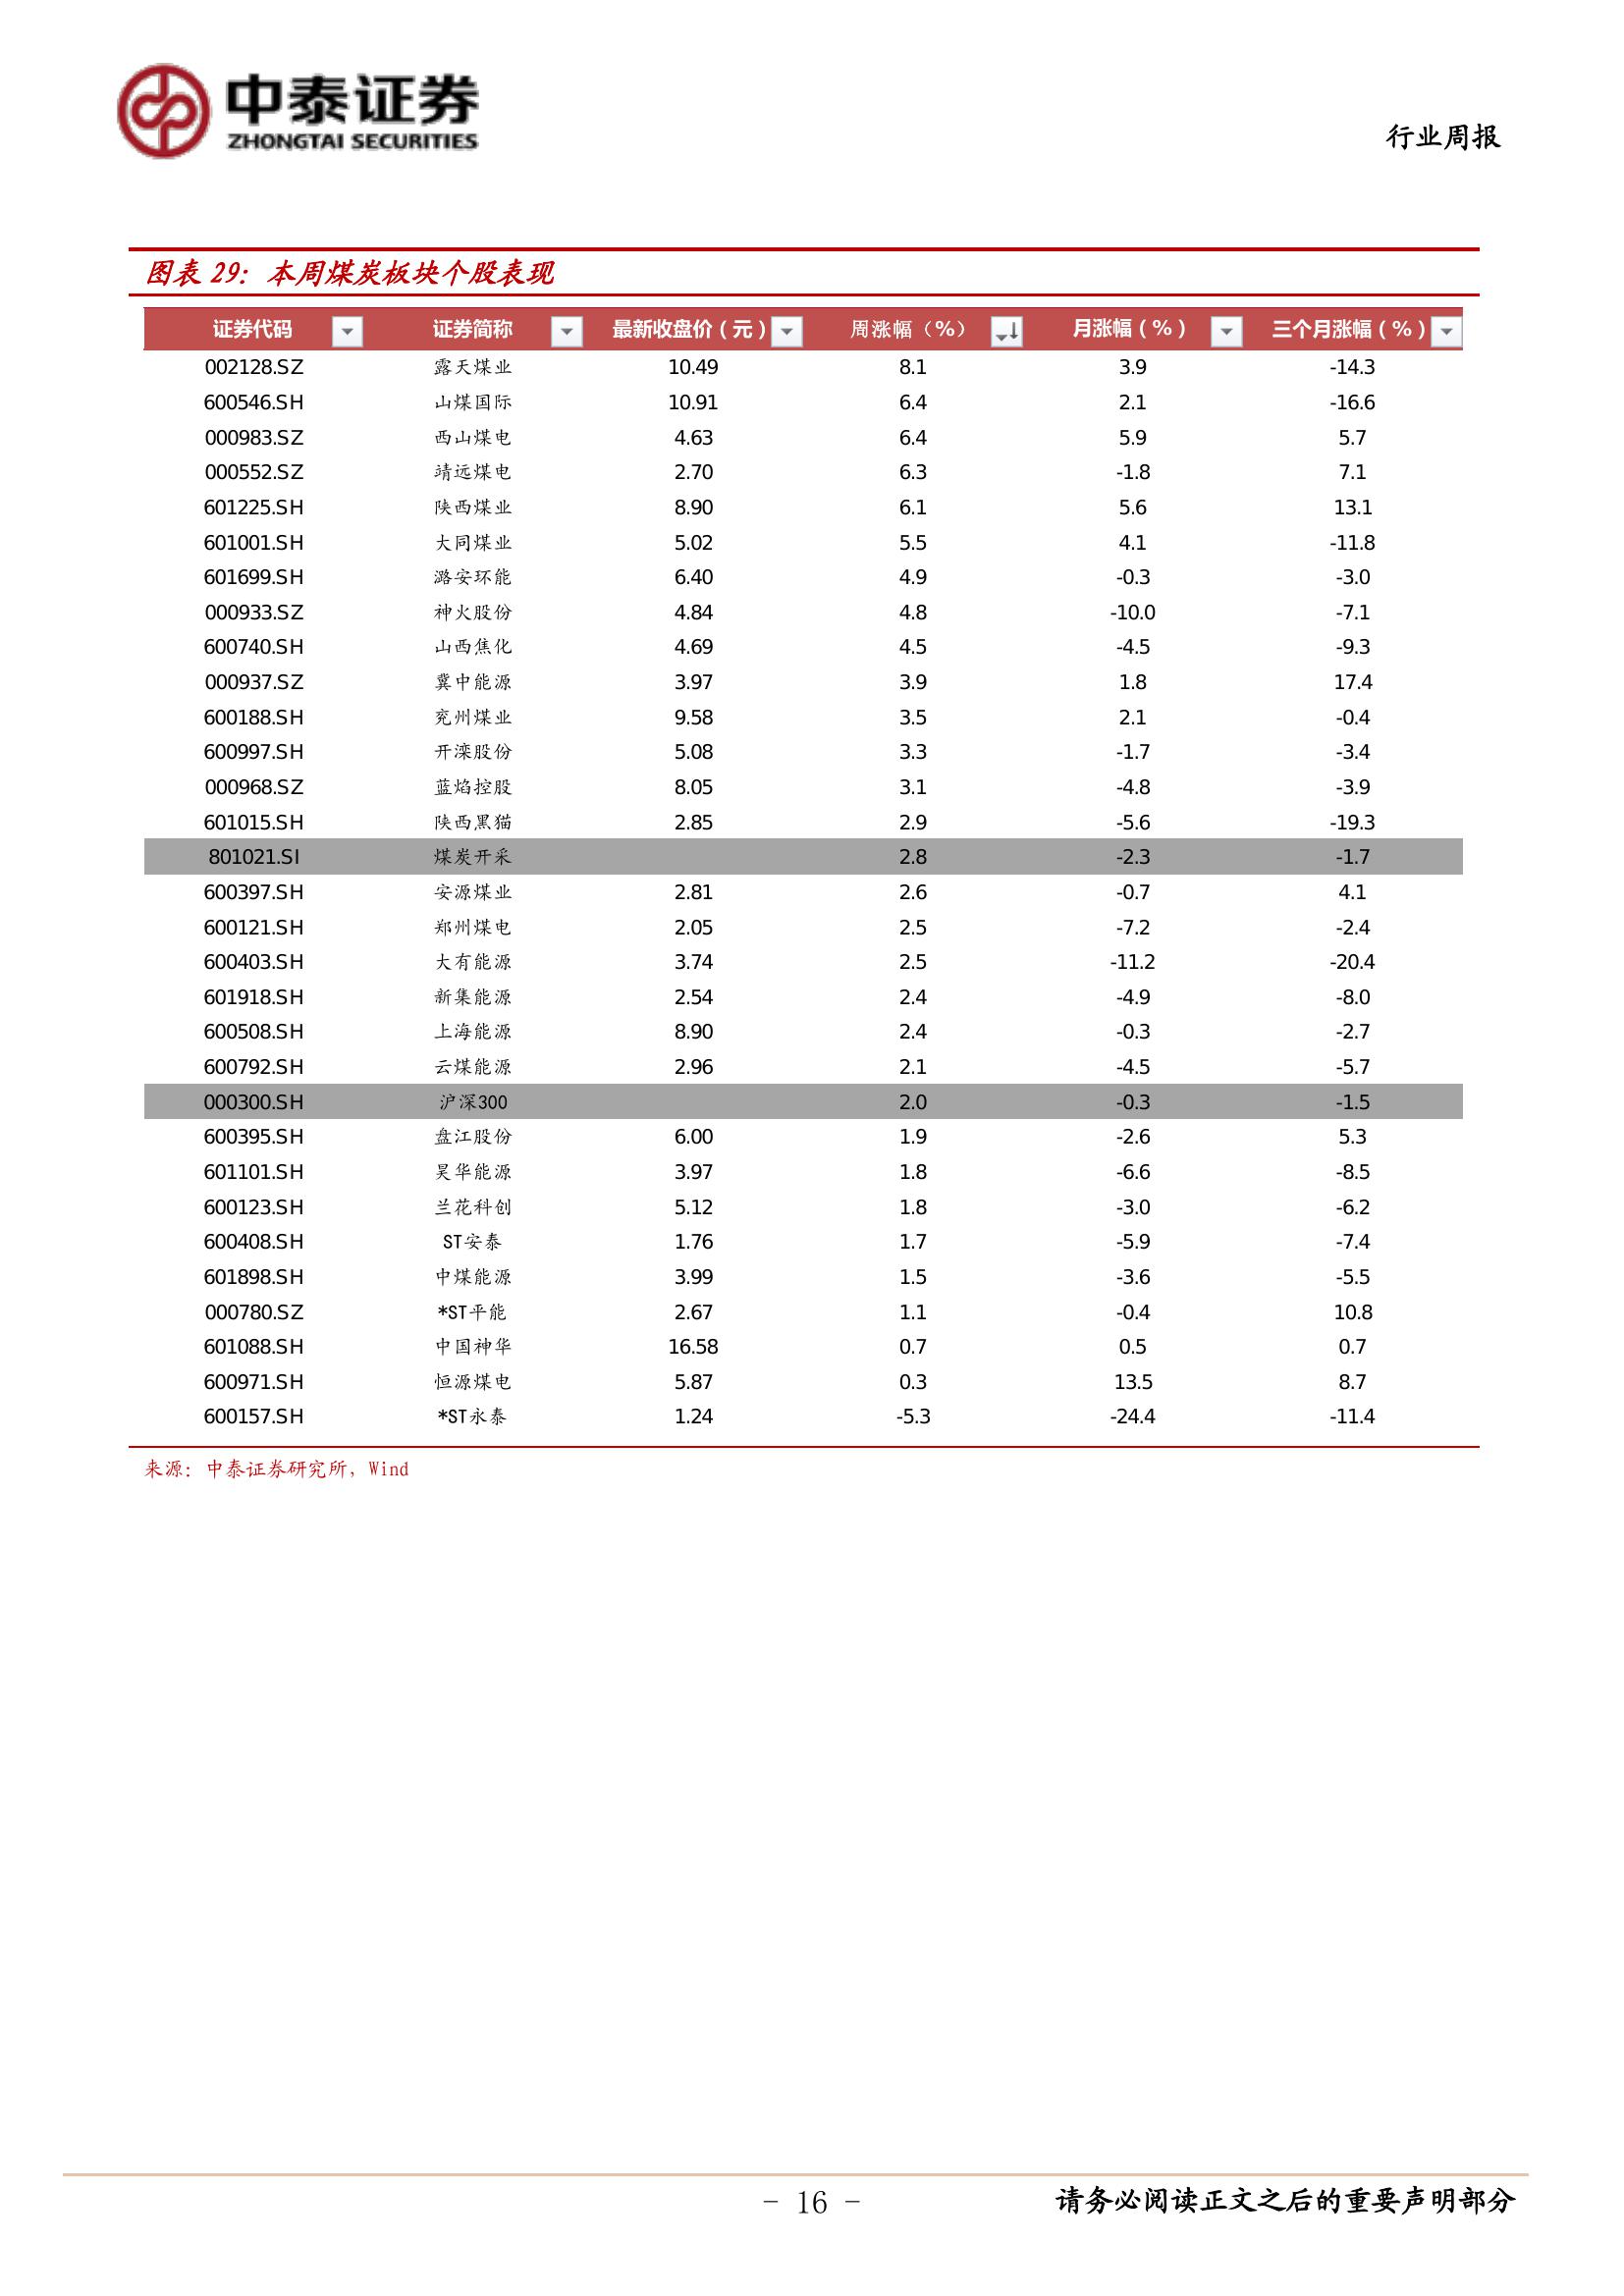 中泰证券
ZHONGTAI SECURITIES
行业周报
图表 29：本周煤炭板块个股表现
证券代码 证券简称 最新收盘价（元） 周涨幅（%） 月涨幅（%） 三个月涨幅（%）
002128.SZ 露天煤业 10.49 8.1 3.9 -14.3
600546.SH 山煤国际 10.91 6.4 2.1 -16.6
000983.SZ 西山煤电 4.63 6.4 5.9 5.7
000552.SZ 靖远煤电 2.70 6.3 -1.8 7.1
601225.SH 陕西煤业 8.90 6.1 5.6 13.1
601001.SH 大同煤业 5.02 5.5 4.1 -11.8
601699.SH 潞安环能 6.40 4.9 -0.3 -3.0
000933.SZ 神火股份 4.84 4.8 -10.0 -7.1
600740.SH 山西焦化 4.69 4.5 -4.5 -9.3
000937.SZ 冀中能源 3.97 3.9 1.8 17.4
600188.SH 兖州煤业 9.58 3.5 2.1 -0.4
600997.SH 开滦股份 5.08 3.3 -1.7 -3.4
000968.SZ 蓝焰控股 8.05 3.1 -4.8 -3.9
601015.SH 陕西黑猫 2.85 2.9 -5.6 -19.3
801021.SI 煤炭开采 2.8 -2.3 -1.7
600397.SH 安源煤业 2.81 2.6 -0.7 4.1
600121.SH 郑州煤电 2.05 2.5 -7.2 -2.4
600403.SH 大有能源 3.74 2.5 -11.2 -20.4
601918.SH 新集能源 2.54 2.4 -4.9 -8.0
600508.SH 上海能源 8.90 2.4 -0.3 -2.7
600792.SH 云煤能源 2.96 2.1 -4.5 -5.7
000300.SH 沪深300 2.0 -0.3 -1.5
600395.SH 盘江股份 6.00 1.9 -2.6 5.3
601101.SH 昊华能源 3.97 1.8 -6.6 -8.5
600123.SH 兰花科创 5.12 1.8 -3.0 -6.2
600408.SH ST安泰 1.76 1.7 -5.9 -7.4
601898.SH 中煤能源 3.99 1.5 -3.6 -5.5
000780.SZ *ST平能 2.67 1.1 -0.4 10.8
601088.SH 中国神华 16.58 0.7 0.5 0.7
600971.SH 恒源煤电 5.87 0.3 13.5 8.7
600157.SH *ST永泰 1.24 -5.3 -24.4 -11.4
来源：中泰证券研究所，Wind
- 16 -
请务必阅读正文之后的重要声明部分